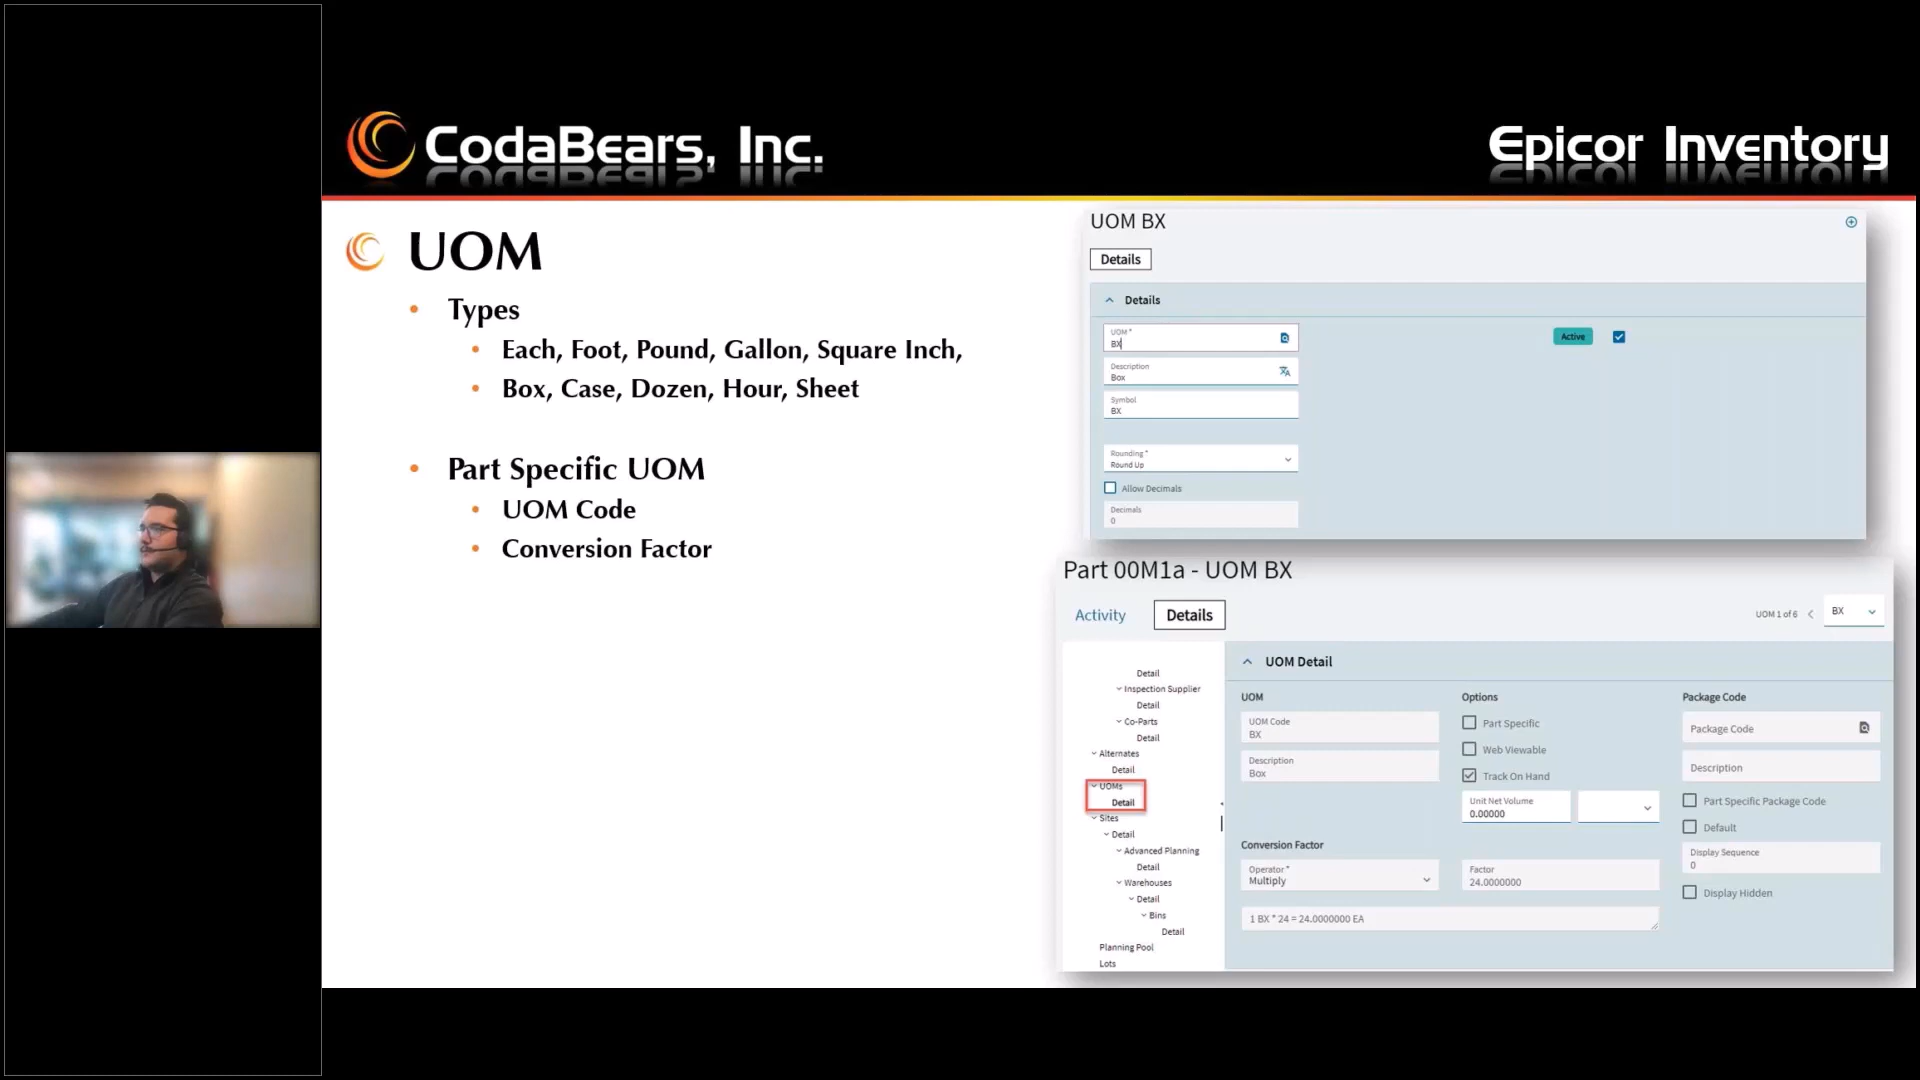 CodaBears, Inc.
Epicor Inventory
UOM
• Types
• Each, Foot, Pound, Gallon, Square Inch,
• Box, Case, Dozen, Hour, Sheet
• Part Specific UOM
• UOM Code
• Conversion Factor
UOM BX
Details
Details
UOM *
BX
Active
Description
Box
Symbol
BX
Rounding *
Round Up
Allow Decimals
Decimals
0
Part 00M1a - UOM BX
Activity
Details
UOM 1 of 6
BX
Detail
Inspection Supplier
Detail
Co-Parts
Detail
Alternates
Detail
UOMs
Detail
Sites
Detail
Advanced Planning
Detail
Warehouses
Detail
Bins
Detail
Planning Pool
Lots
UOM Detail
UOM
UOM Code
BX
Description
Box
Options
Part Specific
Web Viewable
Track On Hand
Unit Net Volume
0.00000
Conversion Factor
Operator *
Multiply
Factor
24.0000000
1 BX * 24 = 24.0000000 EA
Package Code
Package Code
Description
Part Specific Package Code
Default
Display Sequence
0
Display Hidden